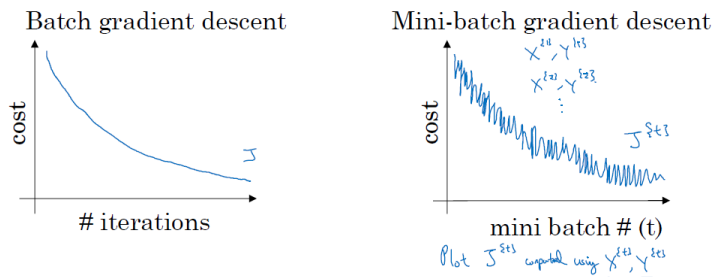 Batch gradient descent
cost
J
# iterations
Mini-batch gradient descent
X^{1}, Y^{1}
X^{2}, Y^{2}
⋮
cost
J^{t}
mini batch # (t)
Plot J^{t} computed using X^{t}, Y^{t}